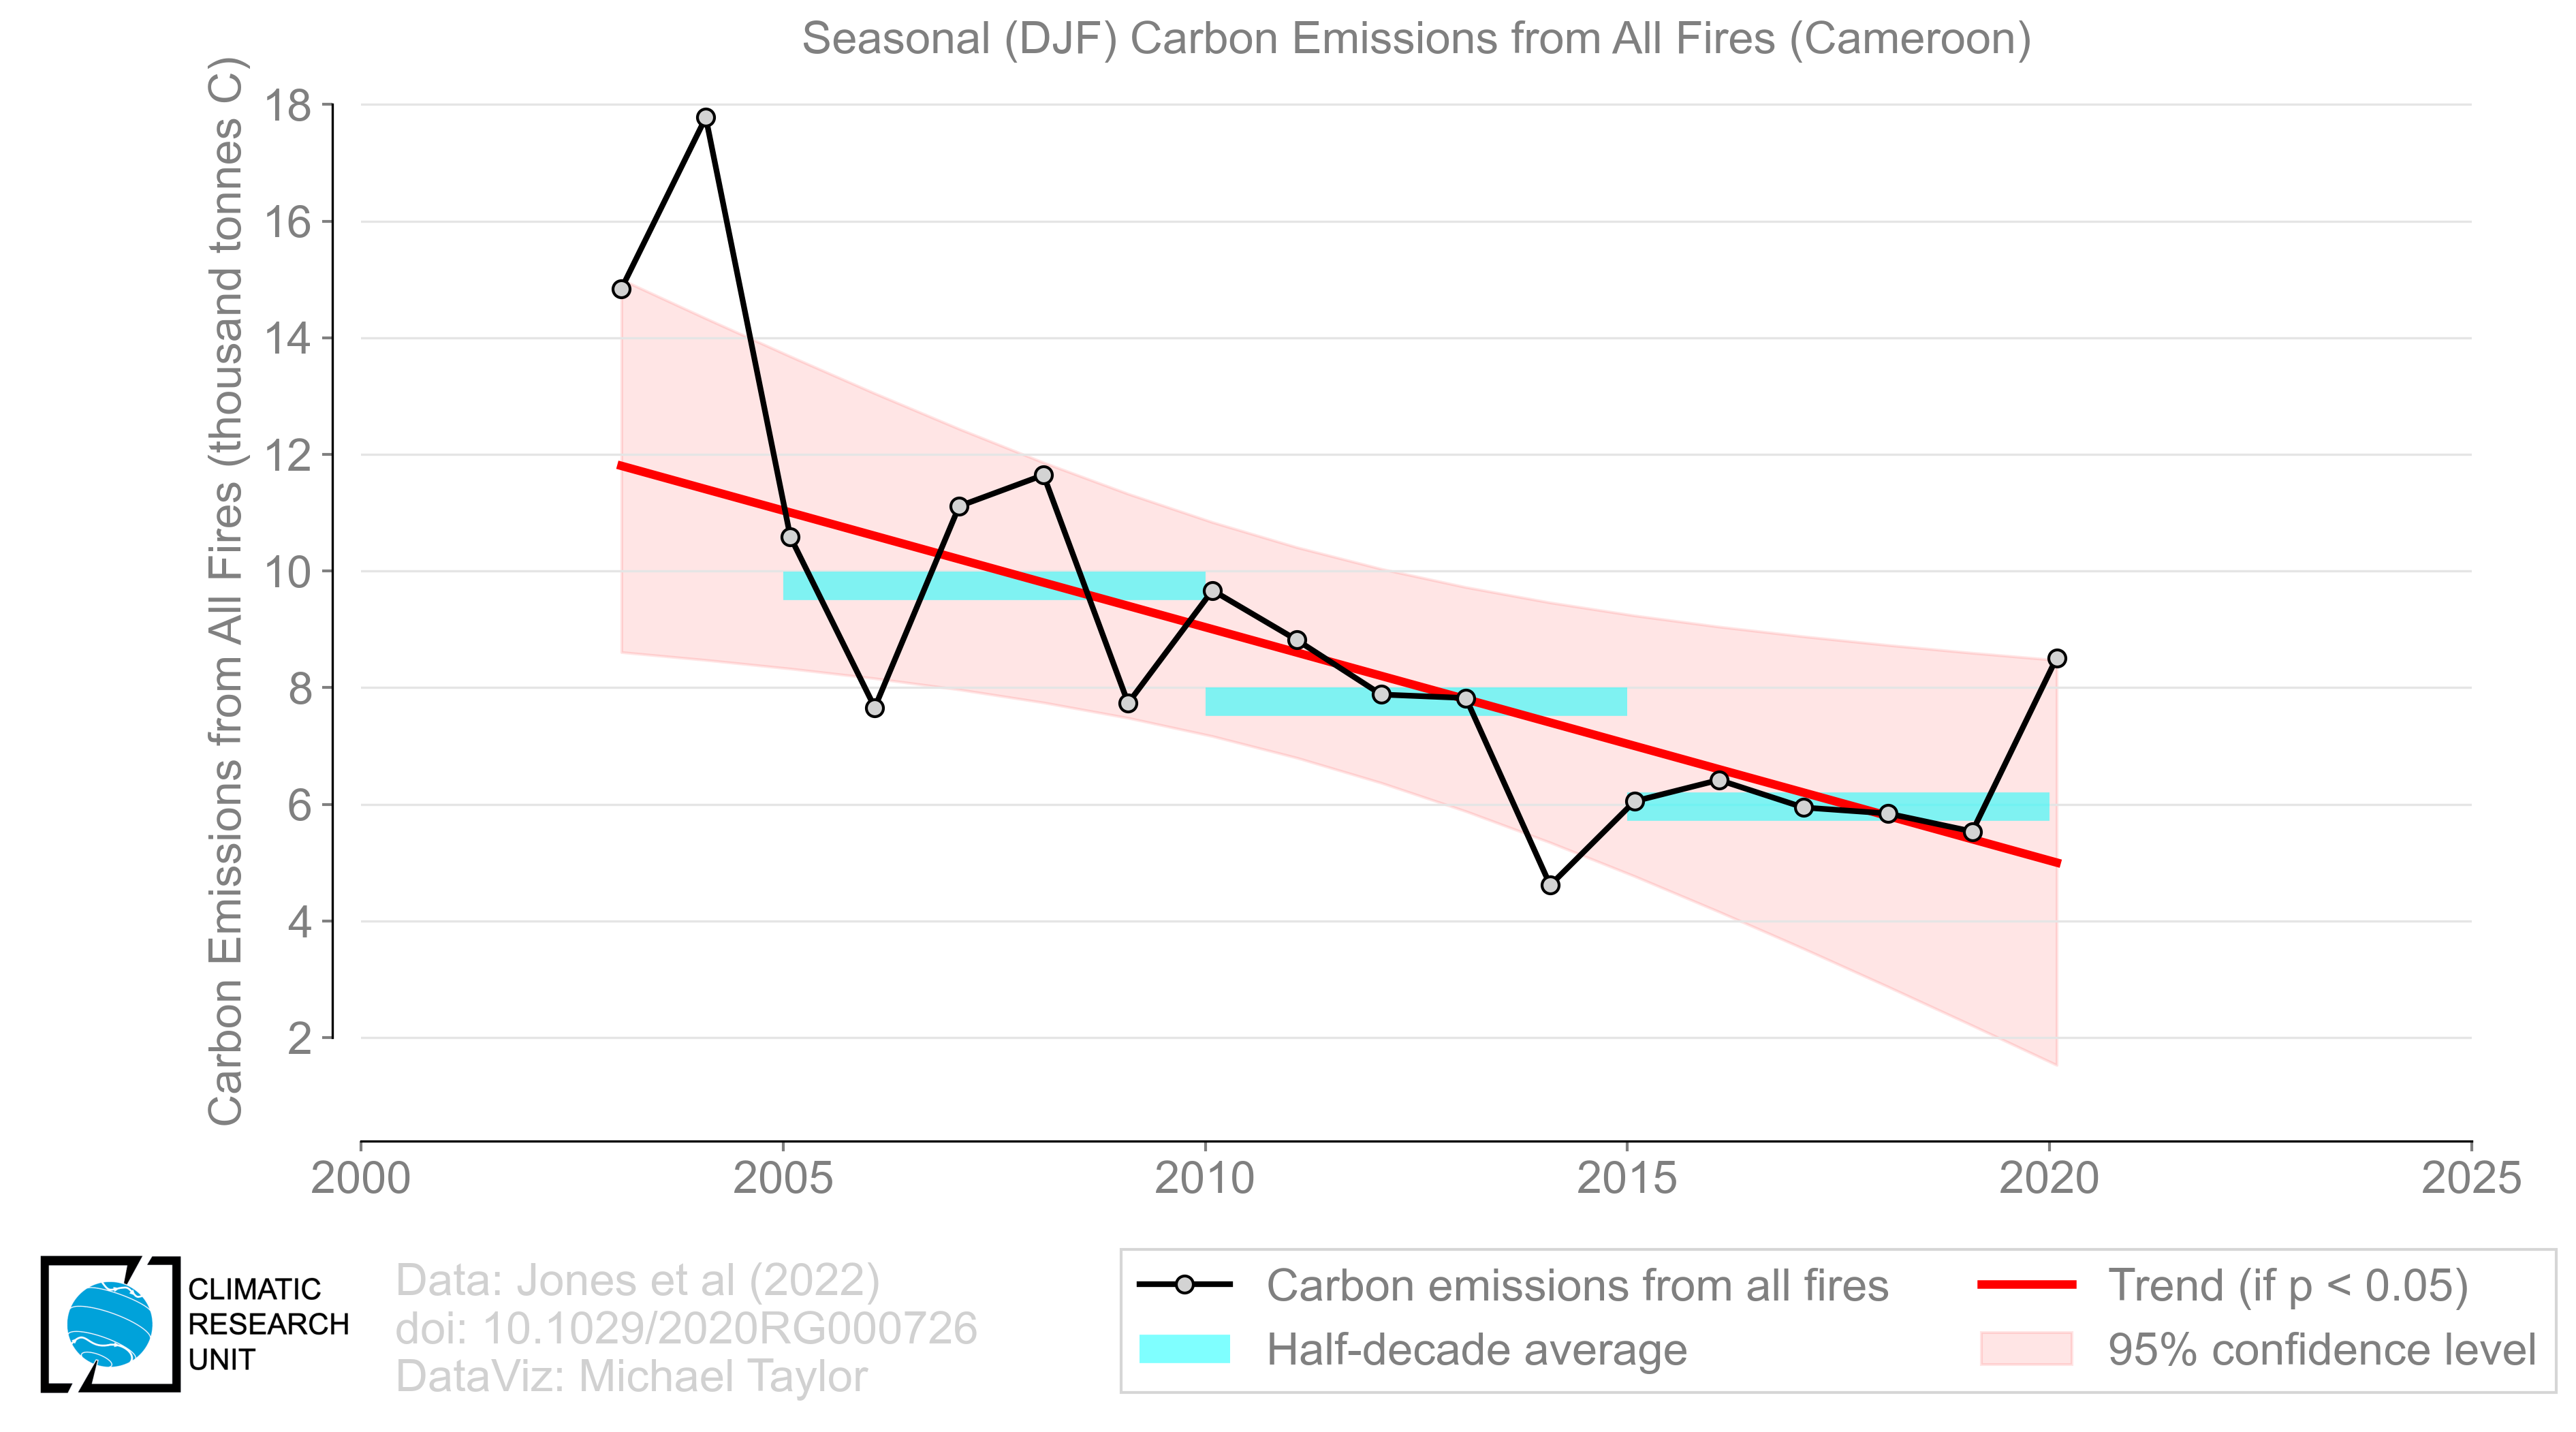 Seasonal (DJF) Carbon Emissions from All Fires (Cameroon)
Carbon Emissions from All Fires (thousand tonnes C)
18
16
14
12
10
8
6
4
2
2000
2005
2010
2015
2020
2025
CLIMATIC
RESEARCH
UNIT
Data: Jones et al (2022)
doi: 10.1029/2020RG000726
DataViz: Michael Taylor
Carbon emissions from all fires
Half-decade average
Trend (if p < 0.05)
95% confidence level